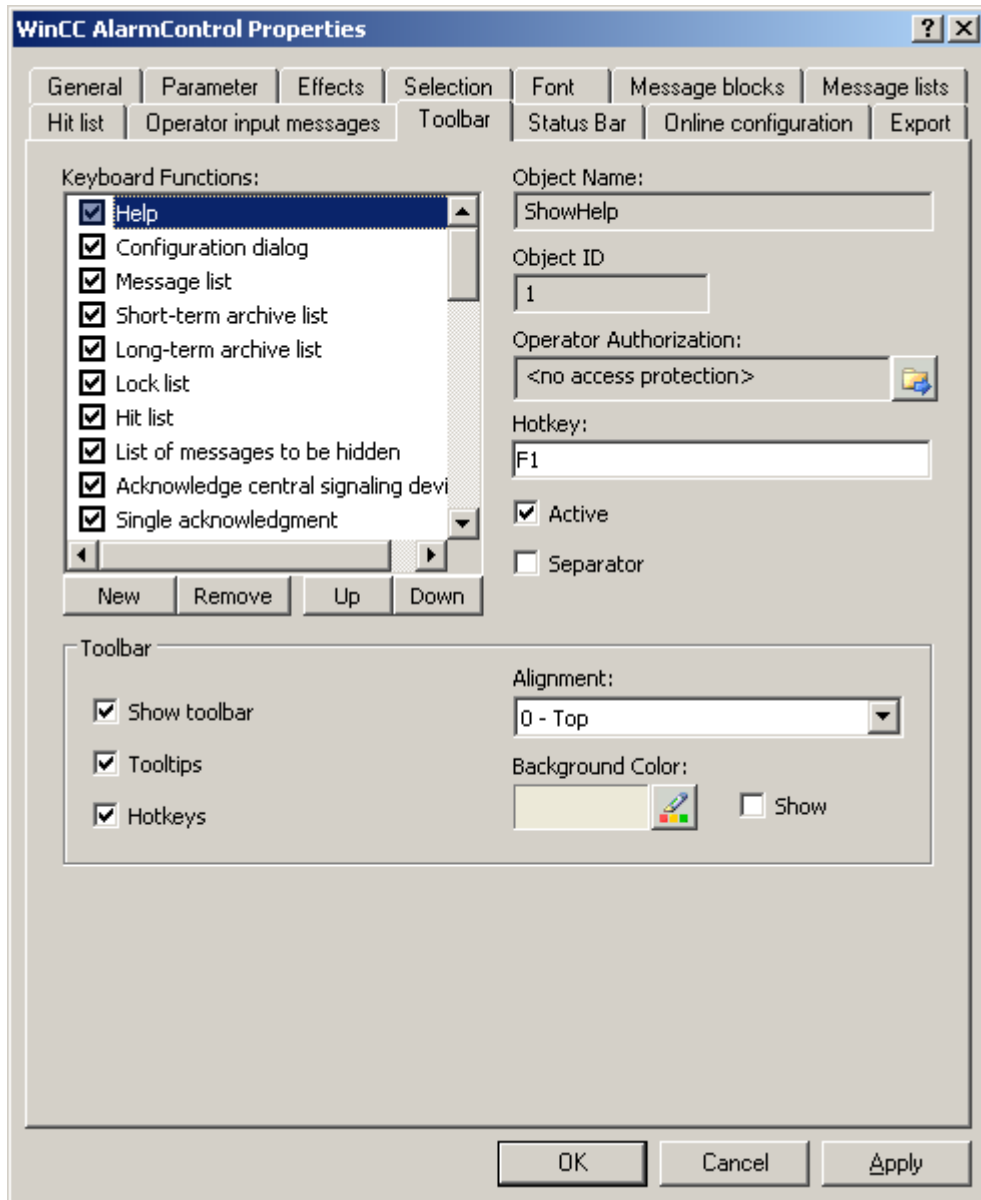 WinCC AlarmControl Properties
General Parameter Effects Selection Font Message blocks Message lists
Hit list Operator input messages Toolbar Status Bar Online configuration Export
Keyboard Functions:
Help
Configuration dialog
Message list
Short-term archive list
Long-term archive list
Lock list
Hit list
List of messages to be hidden
Acknowledge central signaling devi
Single acknowledgment
New Remove Up Down
Object Name:
ShowHelp
Object ID
1
Operator Authorization:
<no access protection>
Hotkey:
F1
Active
Separator
Toolbar
Show toolbar
Tooltips
Hotkeys
Alignment:
0 - Top
Background Color:
Show
OK Cancel Apply